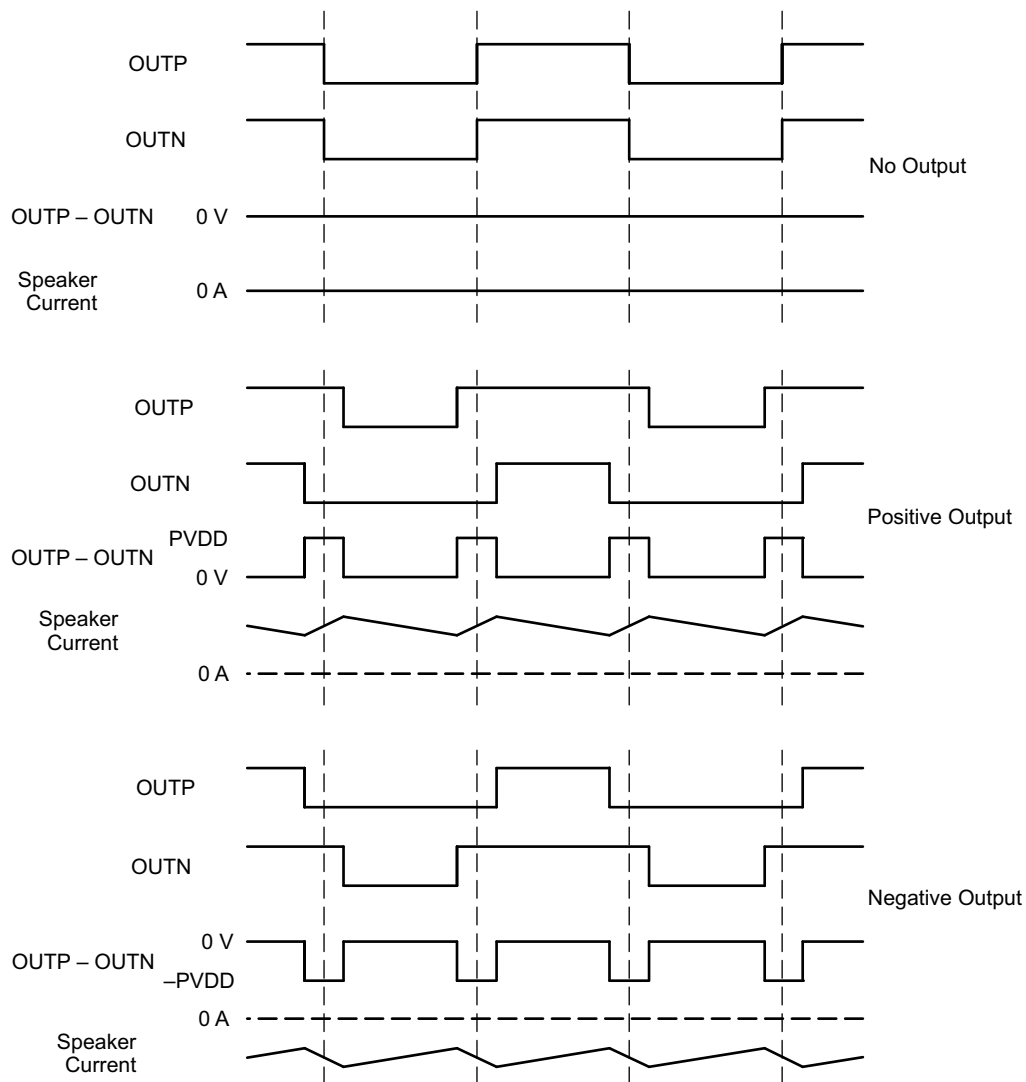 OUTP
OUTN
No Output
OUTP – OUTN 0 V
Speaker
Current
0 A
OUTP
OUTN
Positive Output
PVDD
OUTP – OUTN
0 V
Speaker
Current
0 A
OUTP
OUTN
Negative Output
0 V
OUTP – OUTN
–PVDD
0 A
Speaker
Current